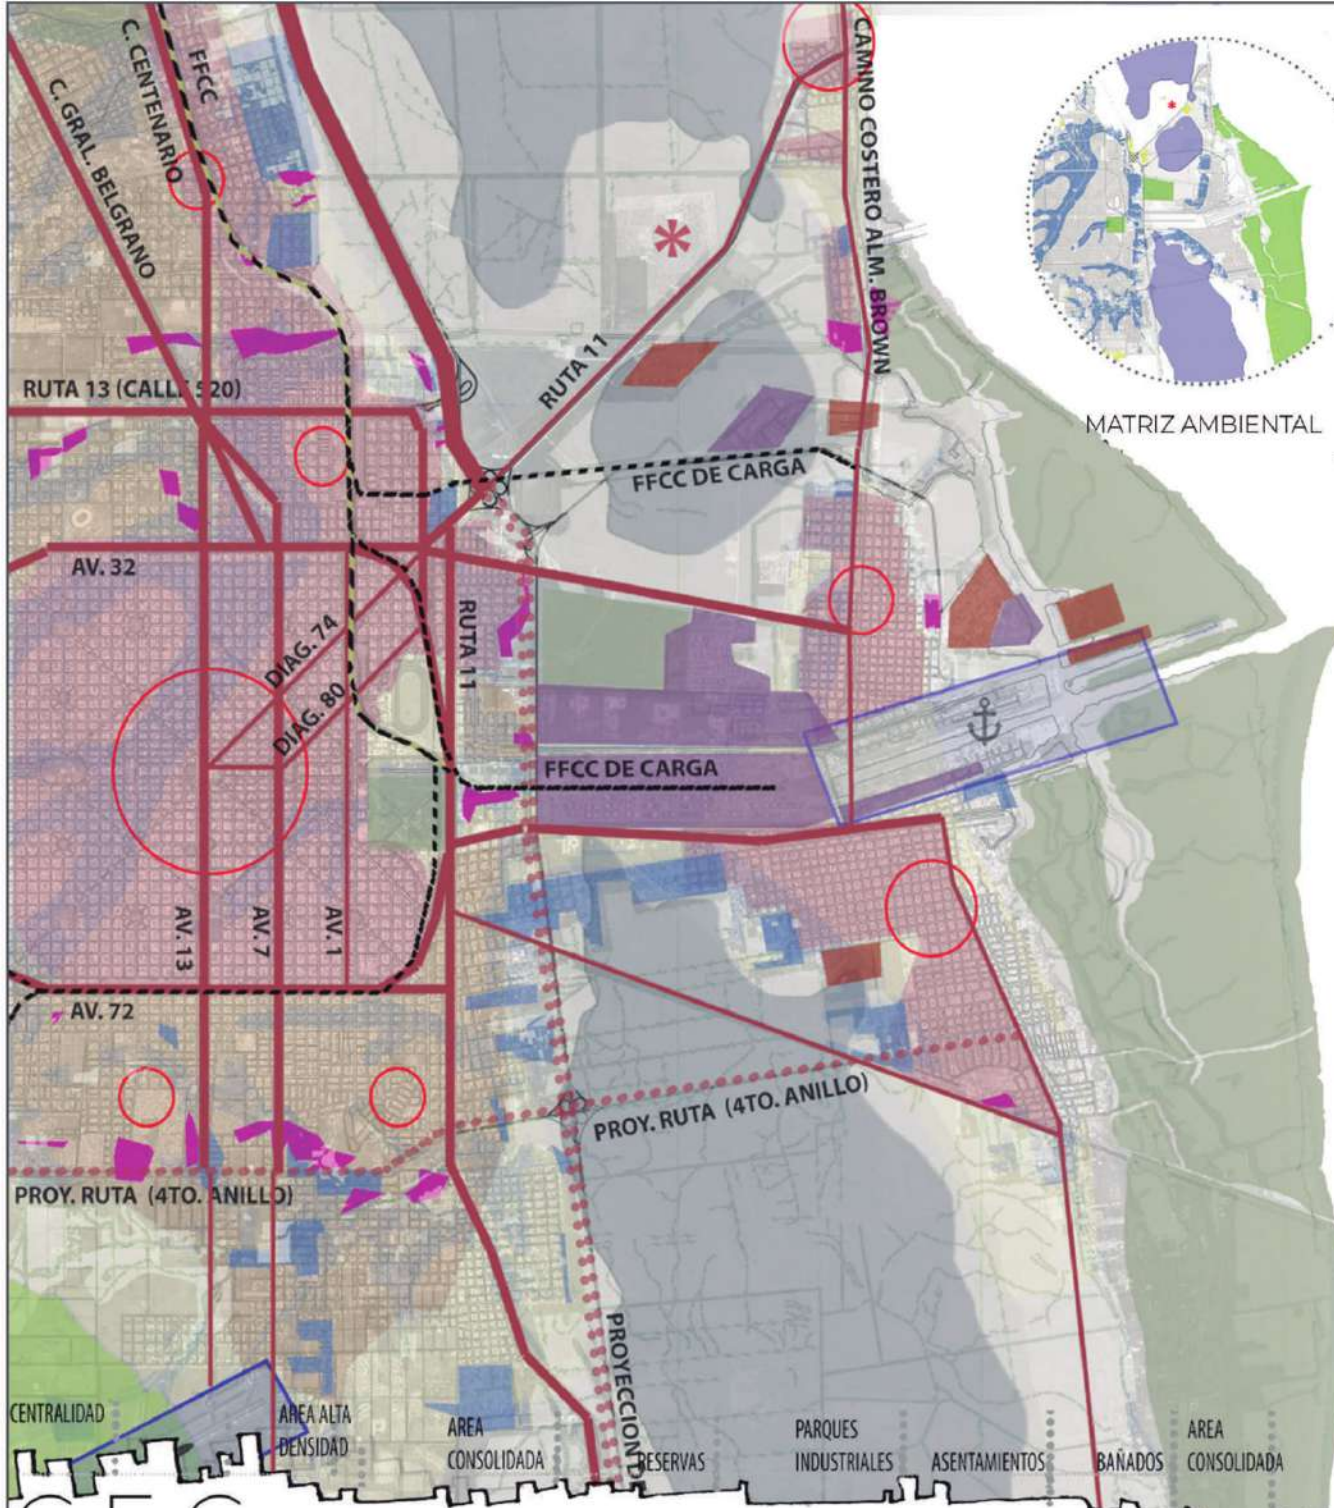 C. CENTENARIO
FFCC
C. GRAL. BELGRANO
CAMINO COSTERO ALM. BROWN
MATRIZ AMBIENTAL
RUTA 11
RUTA 13 (CALLE 520)
FFCC DE CARGA
AV. 32
DIAG. 74
RUTA 11
DIAG. 80
FFCC DE CARGA
AV. 13
AV. 7
AV. 1
AV. 72
PROY. RUTA (4TO. ANILLO)
PROY. RUTA (4TO. ANILLO)
PROYECCION
CENTRALIDAD
AREA ALTA
DENSIDAD
AREA
CONSOLIDADA
RESERVAS
PARQUES
INDUSTRIALES
ASENTAMIENTOS
BAÑADOS
AREA
CONSOLIDADA